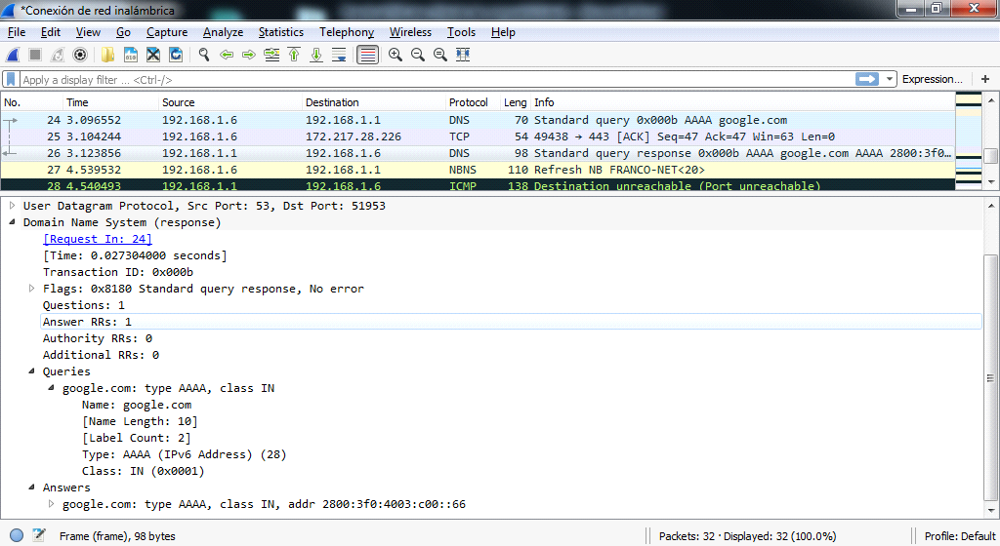 *Conexión de red inalámbrica
File Edit View Go Capture Analyze Statistics Telephony Wireless Tools Help
Apply a display filter ... <Ctrl-/> Expression... +
No. Time Source Destination Protocol Leng Info
24 3.096552 192.168.1.6 192.168.1.1 DNS 70 Standard query 0x000b AAAA google.com
25 3.104244 192.168.1.6 172.217.28.226 TCP 54 49438 → 443 [ACK] Seq=47 Ack=47 Win=63 Len=0
26 3.123856 192.168.1.1 192.168.1.6 DNS 98 Standard query response 0x000b AAAA google.com AAAA 2800:3f0…
27 4.539532 192.168.1.6 192.168.1.1 NBNS 110 Refresh NB FRANCO-NET<20>
28 4.540493 192.168.1.1 192.168.1.6 ICMP 138 Destination unreachable (Port unreachable)
User Datagram Protocol, Src Port: 53, Dst Port: 51953
Domain Name System (response)
[Request In: 24]
[Time: 0.027304000 seconds]
Transaction ID: 0x000b
Flags: 0x8180 Standard query response, No error
Questions: 1
Answer RRs: 1
Authority RRs: 0
Additional RRs: 0
Queries
google.com: type AAAA, class IN
Name: google.com
[Name Length: 10]
[Label Count: 2]
Type: AAAA (IPv6 Address) (28)
Class: IN (0x0001)
Answers
google.com: type AAAA, class IN, addr 2800:3f0:4003:c00::66
Frame (frame), 98 bytes Packets: 32 · Displayed: 32 (100.0%) Profile: Default